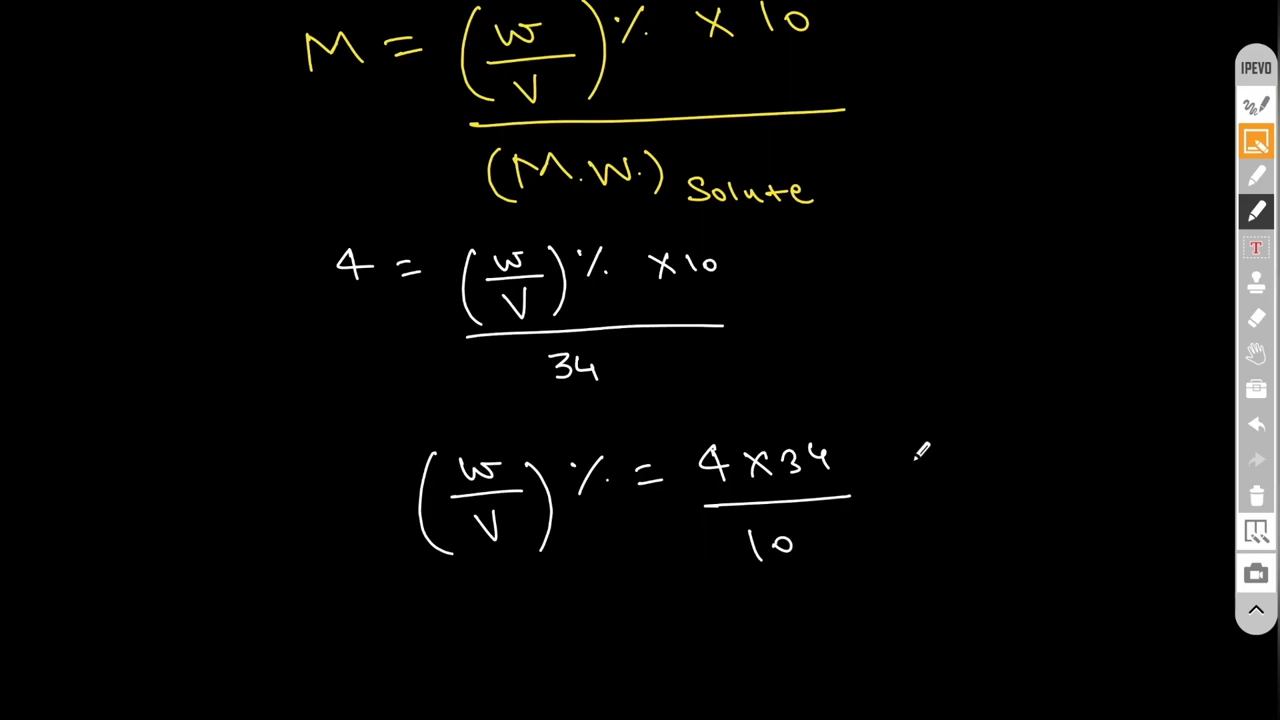 M = (w/V) % × 10
(M.W.) solute
4 = (w/V) % × 10
34
(w/V) % = 4 × 34
10
IPEVO
T